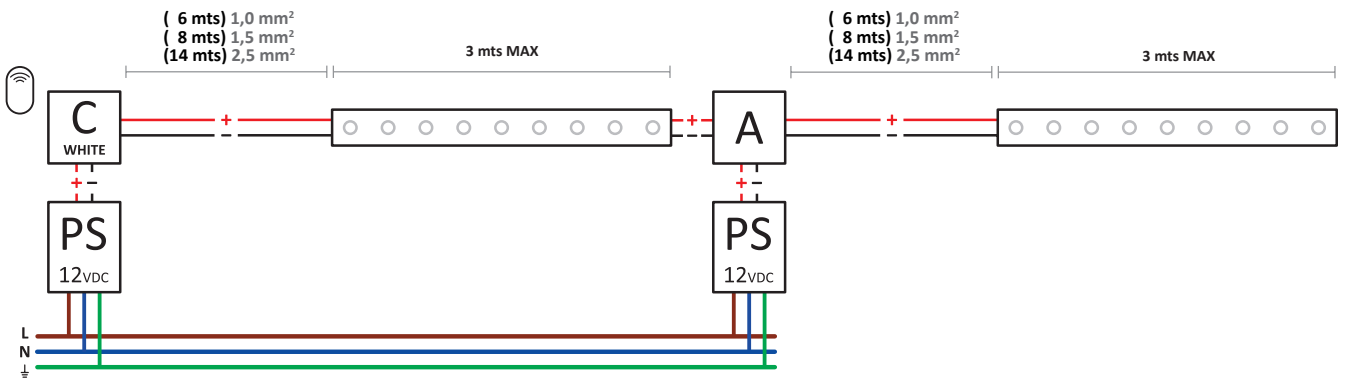 ( 6 mts) 1,0 mm²
( 8 mts) 1,5 mm²
(14 mts) 2,5 mm²
3 mts MAX
( 6 mts) 1,0 mm²
( 8 mts) 1,5 mm²
(14 mts) 2,5 mm²
3 mts MAX
C
WHITE
+
-
+ -
A
+
-
+
-
+ -
PS
12VDC
PS
12VDC
L
N